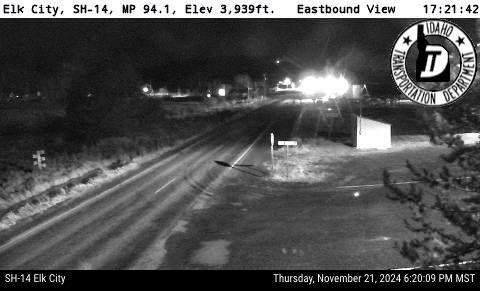 Elk City, SH-14, MP 94.1, Elev 3,939ft. Eastbound View 17:21:42
IDAHO
TRANSPORTATION DEPARTMENT
SH-14 Elk City Thursday, November 21, 2024 6:20:09 PM MST